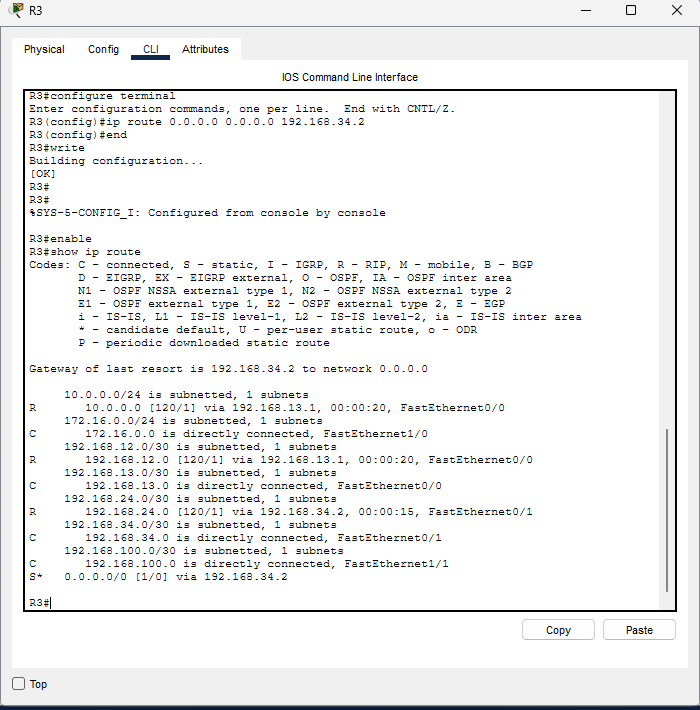 R3
Physical Config CLI Attributes
IOS Command Line Interface
R3#configure terminal
Enter configuration commands, one per line.  End with CNTL/Z.
R3(config)#ip route 0.0.0.0 0.0.0.0 192.168.34.2
R3(config)#end
R3#write
Building configuration...
[OK]
R3#
R3#
%SYS-5-CONFIG_I: Configured from console by console
R3#enable
R3#show ip route
Codes: C - connected, S - static, I - IGRP, R - RIP, M - mobile, B - BGP
       D - EIGRP, EX - EIGRP external, O - OSPF, IA - OSPF inter area
       N1 - OSPF NSSA external type 1, N2 - OSPF NSSA external type 2
       E1 - OSPF external type 1, E2 - OSPF external type 2, E - EGP
       i - IS-IS, L1 - IS-IS level-1, L2 - IS-IS level-2, ia - IS-IS inter area
       * - candidate default, U - per-user static route, o - ODR
       P - periodic downloaded static route
Gateway of last resort is 192.168.34.2 to network 0.0.0.0
     10.0.0.0/24 is subnetted, 1 subnets
R       10.0.0.0 [120/1] via 192.168.13.1, 00:00:20, FastEthernet0/0
     172.16.0.0/24 is subnetted, 1 subnets
C       172.16.0.0 is directly connected, FastEthernet1/0
     192.168.12.0/30 is subnetted, 1 subnets
R       192.168.12.0 [120/1] via 192.168.13.1, 00:00:20, FastEthernet0/0
     192.168.13.0/30 is subnetted, 1 subnets
C       192.168.13.0 is directly connected, FastEthernet0/0
     192.168.24.0/30 is subnetted, 1 subnets
R       192.168.24.0 [120/1] via 192.168.34.2, 00:00:15, FastEthernet0/1
     192.168.34.0/30 is subnetted, 1 subnets
C       192.168.34.0 is directly connected, FastEthernet0/1
     192.168.100.0/30 is subnetted, 1 subnets
C       192.168.100.0 is directly connected, FastEthernet1/1
S*   0.0.0.0/0 [1/0] via 192.168.34.2
R3#
Copy Paste
Top